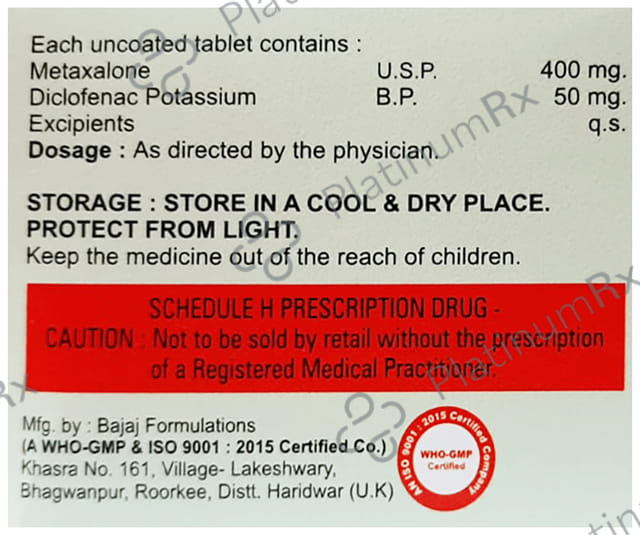 Each uncoated tablet contains :
Metaxalone U.S.P. 400 mg.
Diclofenac Potassium B.P. 50 mg.
Excipients q.s.
Dosage : As directed by the physician.
STORAGE : STORE IN A COOL & DRY PLACE.
PROTECT FROM LIGHT.
Keep the medicine out of the reach of children.
SCHEDULE H PRESCRIPTION DRUG -
CAUTION : Not to be sold by retail without the prescription
of a Registered Medical Practitioner.
Mfg. by : Bajaj Formulations
(A WHO-GMP & ISO 9001 : 2015 Certified Co.)
Khasra No. 161, Village- Lakeshwary,
Bhagwanpur, Roorkee, Distt. Haridwar (U.K)
AN ISO 9001 : 2015 Certified Company
WHO-GMP
Certified
PlatinumRx
PlatinumRx
PlatinumRx